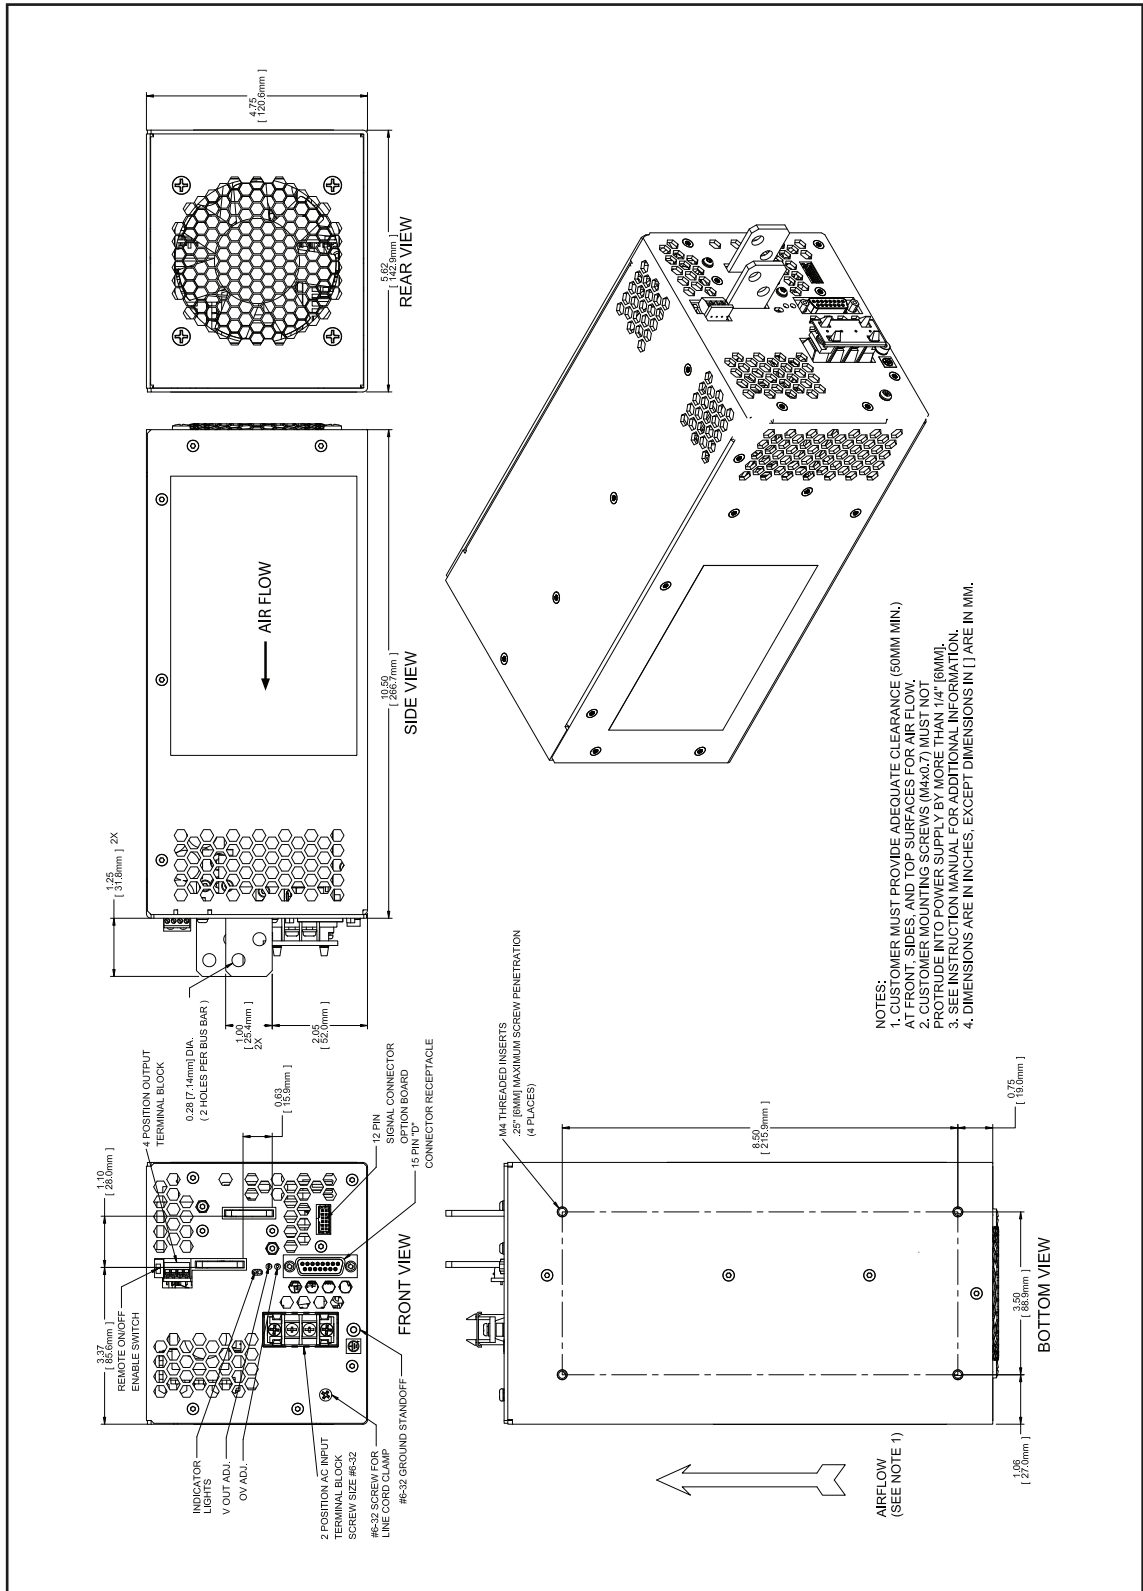 REMOTE ON/OFF
ENABLE SWITCH
3.37
[ 85.6mm ]
1.10
[ 28.0mm ]
4 POSITION OUTPUT
TERMINAL BLOCK
0.63
[ 15.9mm ]
INDICATOR
LIGHTS
V OUT ADJ.
OV ADJ.
2 POSITION AC INPUT
TERMINAL BLOCK
SCREW SIZE #6-32
#6-32 SCREW FOR
LINE CORD CLAMP
#6-32 GROUND STANDOFF
12 PIN
SIGNAL CONNECTOR
OPTION BOARD
15 PIN "D"
CONNECTOR RECEPTACLE
FRONT VIEW
1.25
[ 31.8mm ] 2X
0.28 [7.14mm] DIA.
( 2 HOLES PER BUS BAR )
1.00
[ 25.4mm ]
2X
2.05
[ 52.0mm ]
AIR FLOW
10.50
[ 266.7mm ]
SIDE VIEW
4.75
[ 120.6mm ]
5.62
[ 142.9mm ]
REAR VIEW
AIRFLOW
(SEE NOTE 1)
M4 THREADED INSERTS
.25" [6MM] MAXIMUM SCREW PENETRATION
(4 PLACES)
8.50
[ 215.9mm ]
0.75
[ 19.0mm ]
3.50
[ 88.9mm ]
1.06
[ 27.0mm ]
BOTTOM VIEW
NOTES:
1. CUSTOMER MUST PROVIDE ADEQUATE CLEARANCE (50MM MIN.)
AT FRONT, SIDES, AND TOP SURFACES FOR AIR FLOW.
2. CUSTOMER MOUNTING SCREWS (M4x0.7) MUST NOT
PROTRUDE INTO POWER SUPPLY BY MORE THAN 1/4" [6MM].
3. SEE INSTRUCTION MANUAL FOR ADDITIONAL INFORMATION.
4. DIMENSIONS ARE IN INCHES, EXCEPT DIMENSIONS IN [ ] ARE IN MM.